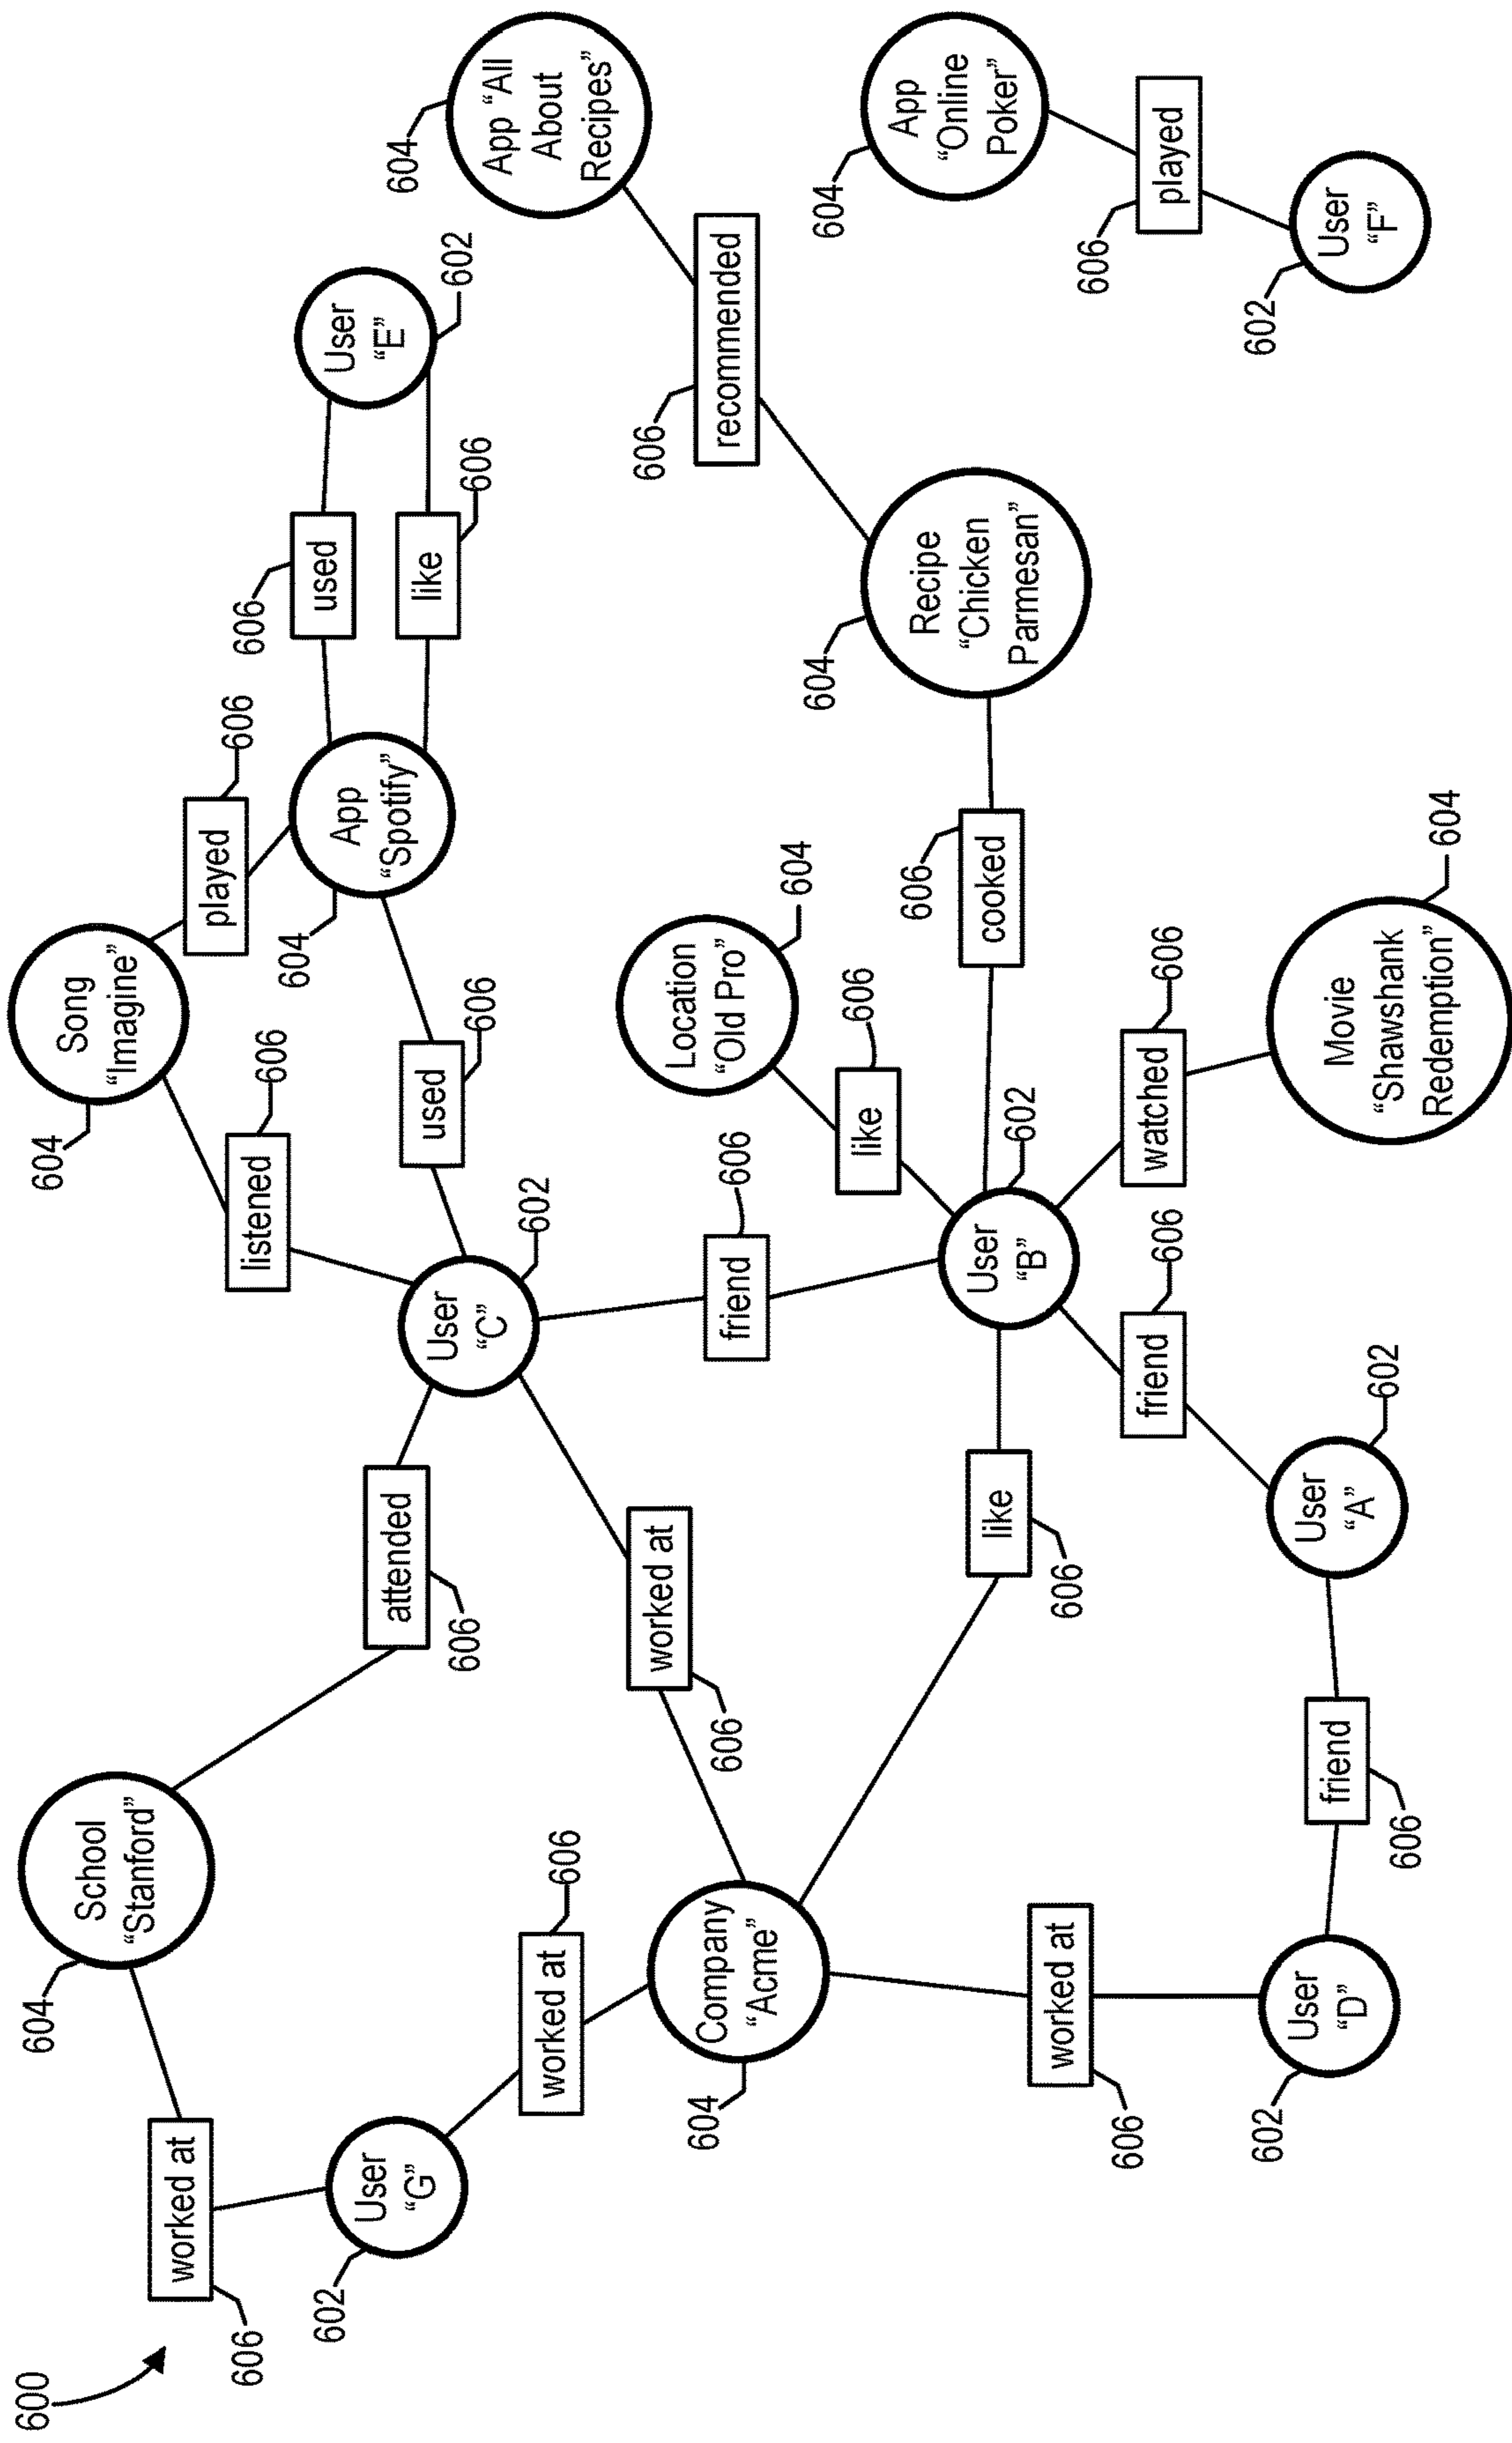 600
606
worked at
604
School
“Stanford”
604
Song
“Imagine”
played
606
602
User
“G”
606
attended
listened
606
606
used
User
“E”
602
606
worked at
User
“C”
602
used
606
604
App
“Spotify”
like
606
604
App “All
About
Recipes”
604
Company
“Acme”
worked at
606
friend
606
Location
“Old Pro”
604
606
recommended
like
606
606
worked at
like
606
User
“B”
602
606
cooked
604
Recipe
“Chicken
Parmesan”
604
App
“Online
Poker”
602
User
“D”
friend
606
User
“A”
602
friend
606
watched
606
Movie
“Shawshank
Redemption”
604
606
played
602
User
“F”